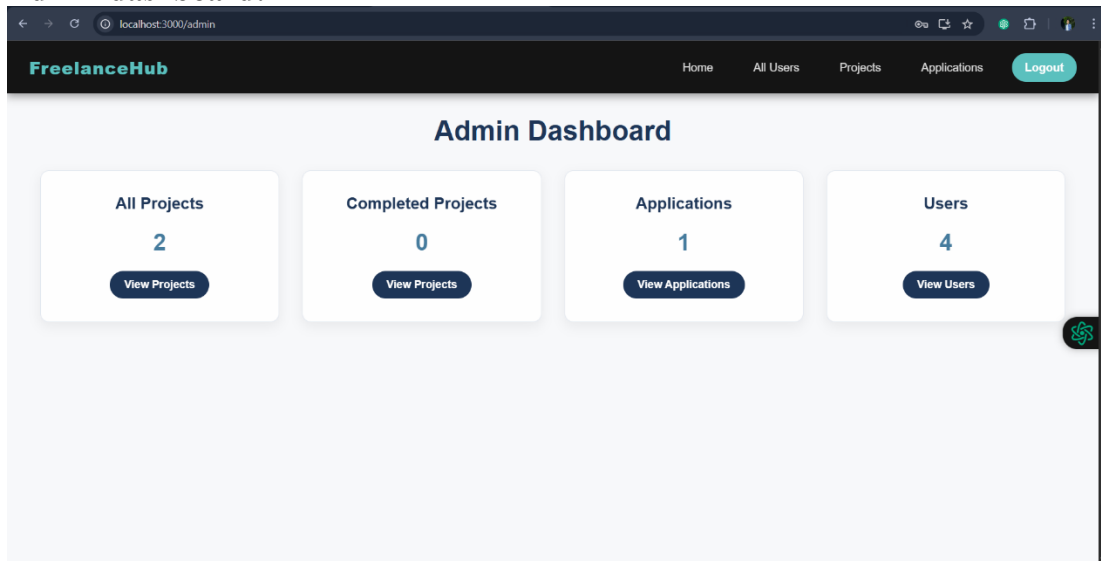 localhost:3000/admin
FreelanceHub
Home All Users Projects Applications Logout
Admin Dashboard
All Projects Completed Projects Applications Users
2 0 1 4
View Projects View Projects View Applications View Users